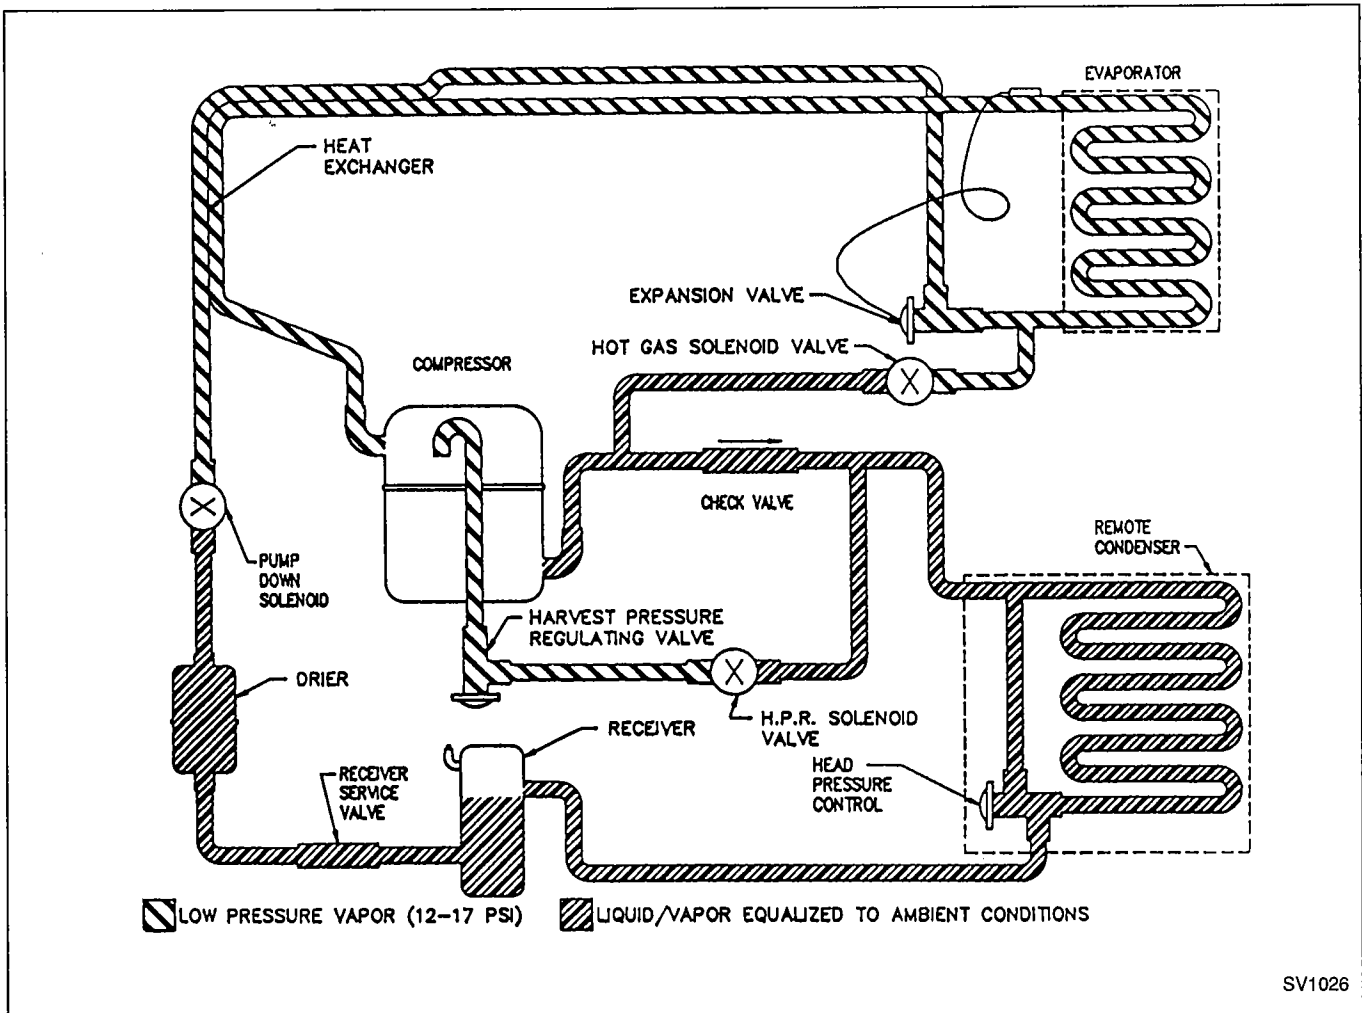 EVAPORATOR
HEAT
EXCHANGER
EXPANSION VALVE
HOT GAS SOLENOID VALVE
COMPRESSOR
CHECK VALVE
REMOTE
CONDENSER
PUMP
DOWN
SOLENOID
HARVEST PRESSURE
REGULATING VALVE
DRIER
H.P.R. SOLENOID
VALVE
RECEIVER
HEAD
PRESSURE
CONTROL
RECEIVER
SERVICE
VALVE
LOW PRESSURE VAPOR (12-17 PSI)
LIQUID/VAPOR EQUALIZED TO AMBIENT CONDITIONS
SV1026